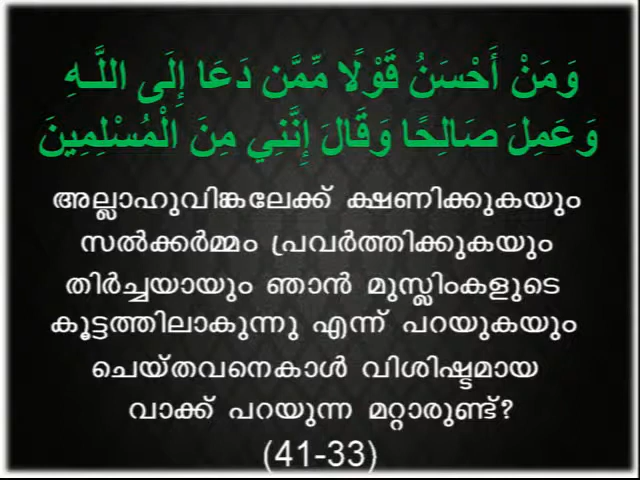 وَمَنْ أَحْسَنُ قَوْلًا مِّمَّن دَعَا إِلَى اللَّـهِ
وَعَمِلَ صَالِحًا وَقَالَ إِنَّنِي مِنَ الْمُسْلِمِينَ
അല്ലാഹുവിങ്കലേക്ക് ക്ഷണിക്കുകയും
സൽക്കർമ്മം പ്രവർത്തിക്കുകയും
തിർച്ചയായും ഞാൻ മുസ്ലിംകളുടെ
കൂട്ടത്തിലാകുന്നു എന്ന് പറയുകയും
ചെയ്തവനെകാൾ വിശിഷ്ടമായ
വാക്ക് പറയുന്ന മറ്റാരുണ്ട്?
(41-33)